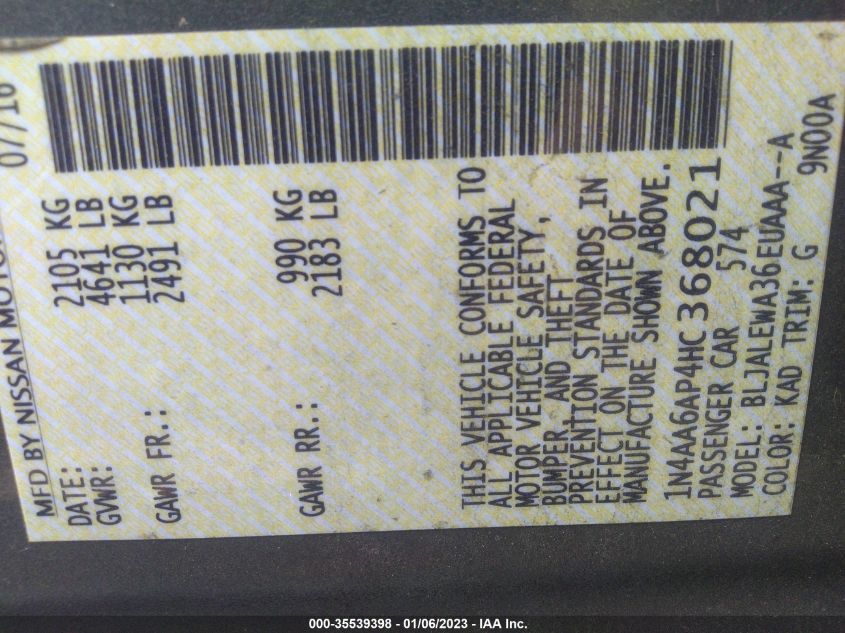 MFD BY NISSAN MOTOR
DATE: 07/16
GVWR: 2105 KG
4641 LB
GAWR FR.: 1130 KG
2491 LB
GAWR RR.: 990 KG
2183 LB
THIS VEHICLE CONFORMS TO
ALL APPLICABLE FEDERAL
MOTOR VEHICLE SAFETY,
BUMPER, AND THEFT
PREVENTION STANDARDS IN
EFFECT ON THE DATE OF
MANUFACTURE SHOWN ABOVE.
1N4AA6AP4HC368021
PASSENGER CAR 574
MODEL: BLJALEWA36EUAAA--A
COLOR: KAD TRIM: G 9N00A
000-35539398 - 01/06/2023 - IAA Inc.